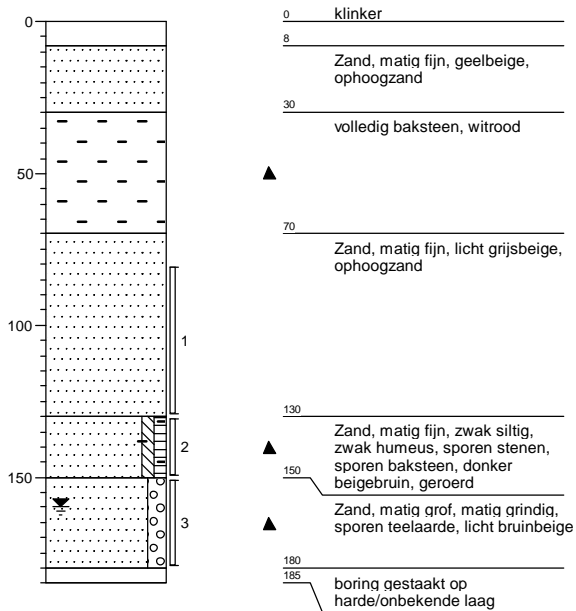 0
0
klinker
8
Zand, matig fijn, geelbeige,
ophoogzand
30
volledig baksteen, witrood
50
70
Zand, matig fijn, licht grijsbeige,
ophoogzand
100
1
130
Zand, matig fijn, zwak siltig,
zwak humeus, sporen stenen,
sporen baksteen, donker
beigebruin, geroerd
2
150
150
Zand, matig grof, matig grindig,
sporen teelaarde, licht bruinbeige
3
180
185
boring gestaakt op
harde/onbekende laag